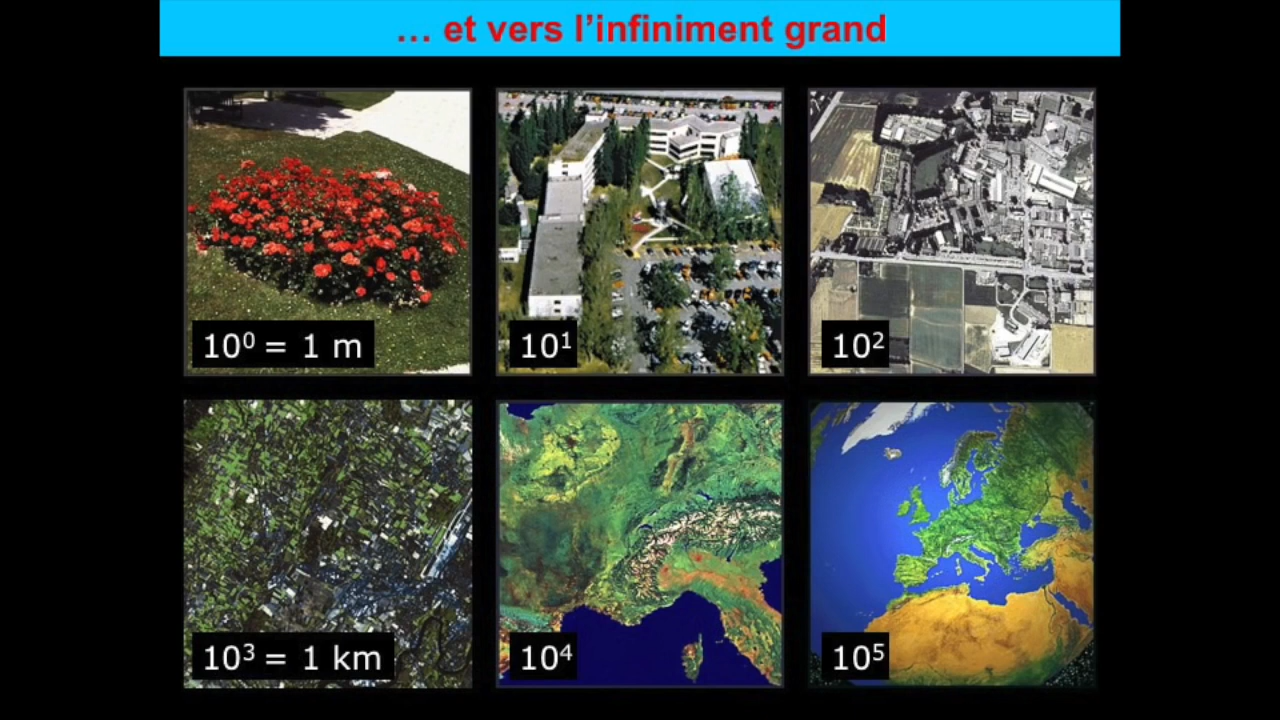 … et vers l’infiniment grand
10⁰ = 1 m
10¹
10²
10³ = 1 km
10⁴
10⁵